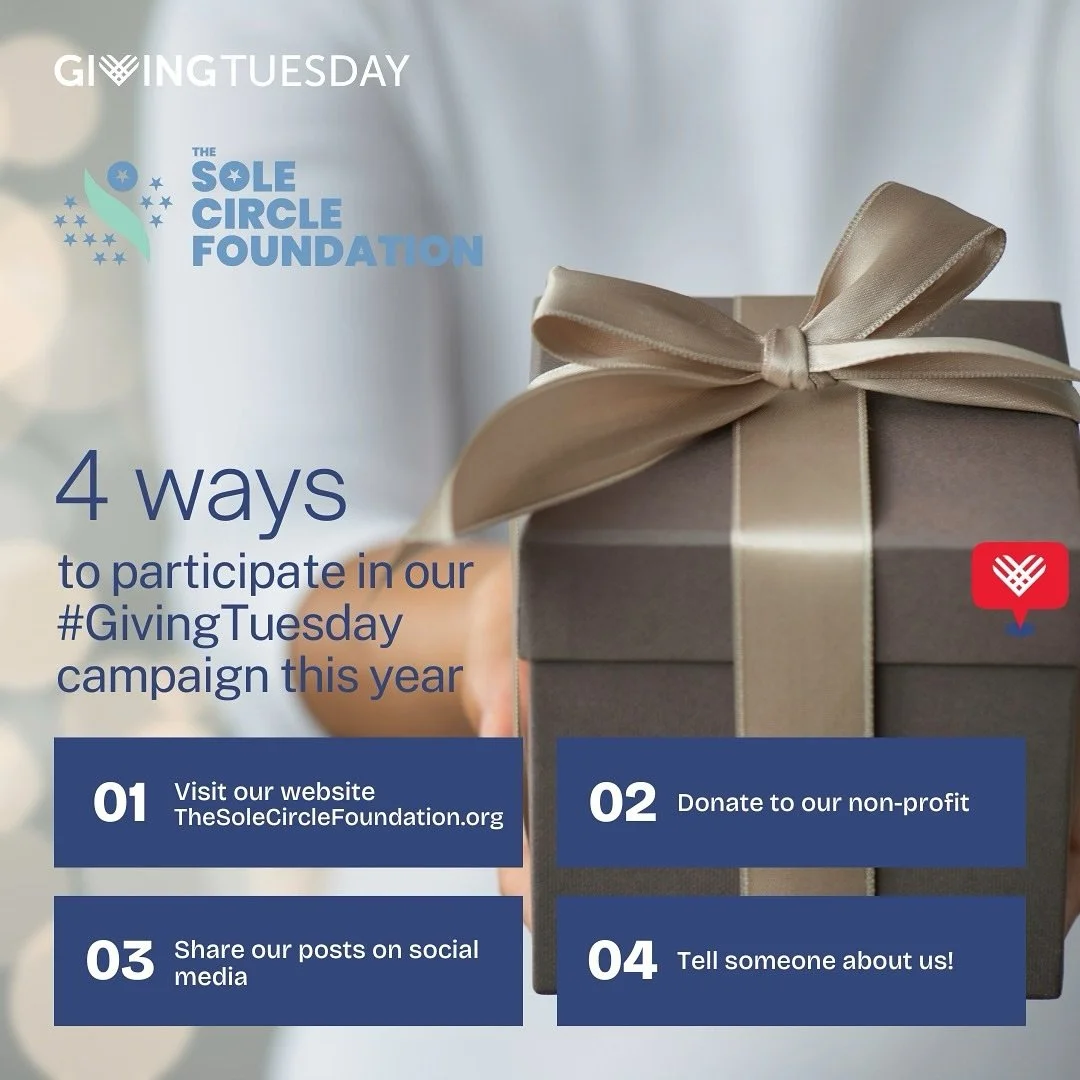 GIVINGTUESDAY
THE
SOLE
CIRCLE
FOUNDATION
4 ways
to participate in our
#GivingTuesday
campaign this year
01
Visit our website
TheSoleCircleFoundation.org
02
Donate to our non-profit
03
Share our posts on social
media
04
Tell someone about us!